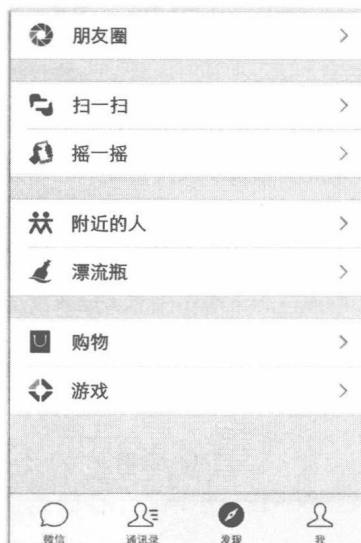 朋友圈
扫一扫
摇一摇
附近的人
漂流瓶
购物
游戏
微信 通讯录 发现 我